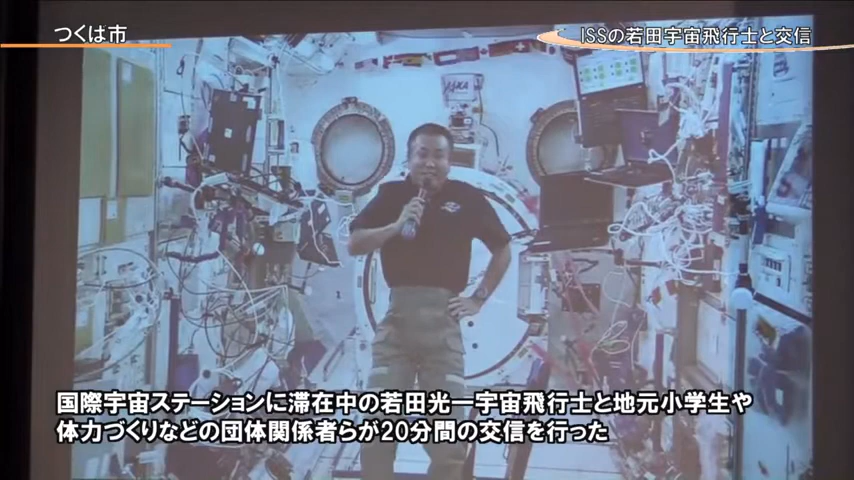 つくば市
ISSの若田宇宙飛行士と交信
国際宇宙ステーションに滞在中の若田光一宇宙飛行士と地元小学生や
体力づくりなどの団体関係者らが20分間の交信を行った